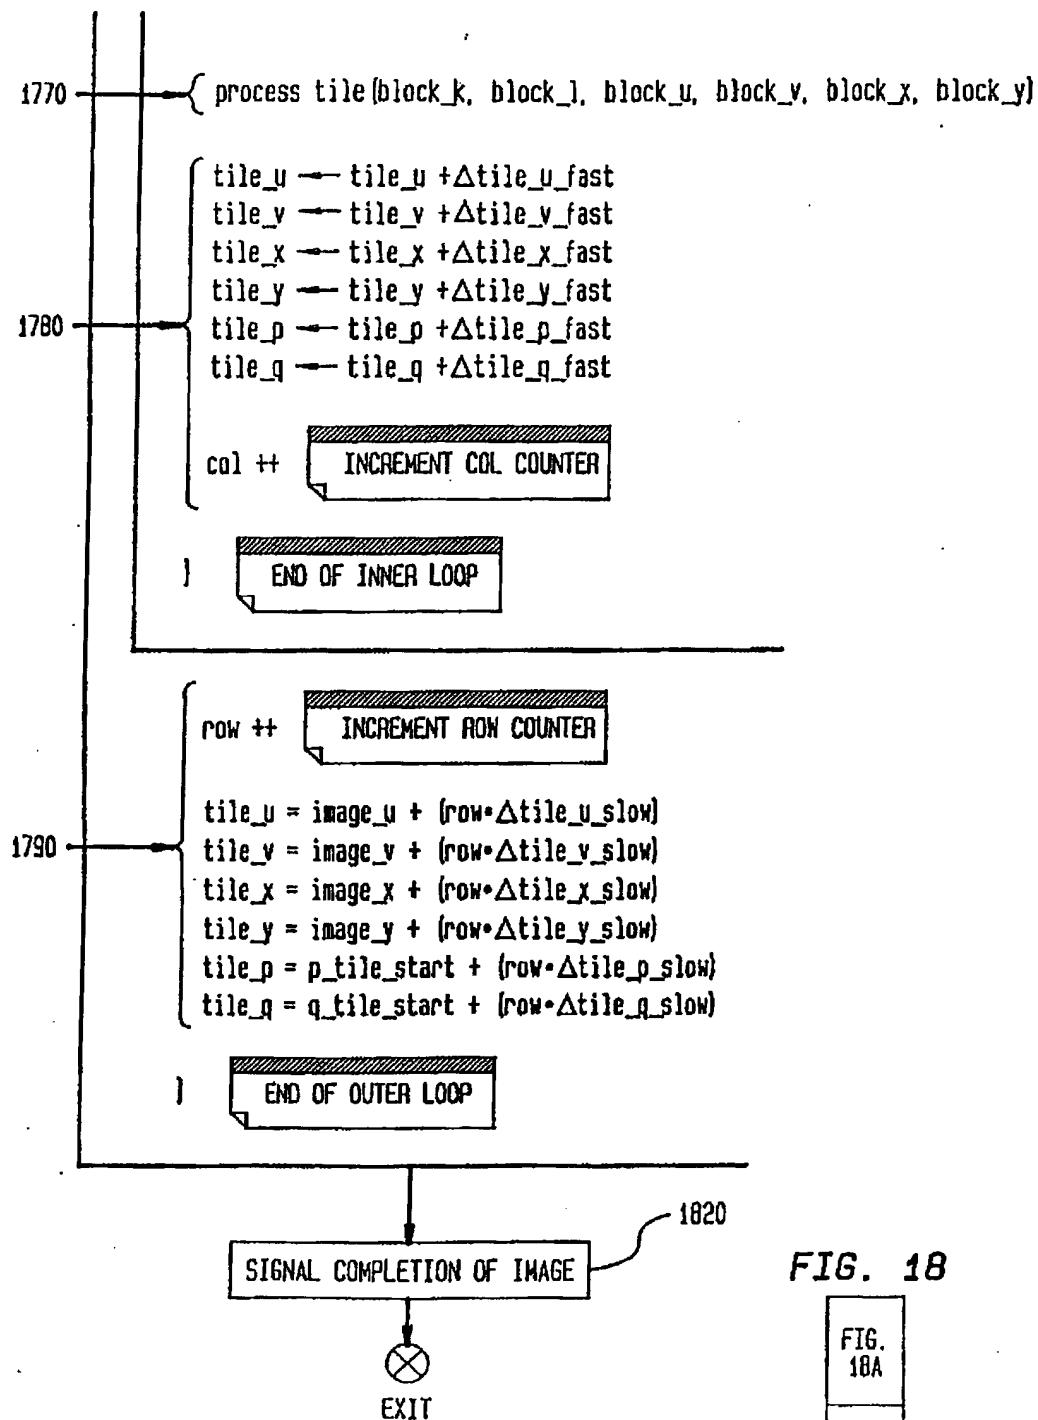 1770 { process tile (block_k, block_l, block_u, block_v, block_x, block_y)
tile_u ← tile_u +Δtile_u_fast
tile_v ← tile_v +Δtile_v_fast
tile_x ← tile_x +Δtile_x_fast
tile_y ← tile_y +Δtile_y_fast
1780
tile_p ← tile_p +Δtile_p_fast
tile_q ← tile_q +Δtile_q_fast
col ++ INCREMENT COL COUNTER
} END OF INNER LOOP
row ++ INCREMENT ROW COUNTER
tile_u = image_u + (row•Δtile_u_slow)
1790 tile_v = image_v + (row•Δtile_v_slow)
tile_x = image_x + (row•Δtile_x_slow)
tile_y = image_y + (row•Δtile_y_slow)
tile_p = p_tile_start + (row•Δtile_p_slow)
tile_q = q_tile_start + (row•Δtile_q_slow)
} END OF OUTER LOOP
1820
SIGNAL COMPLETION OF IMAGE
EXIT
FIG. 18
FIG.
18A